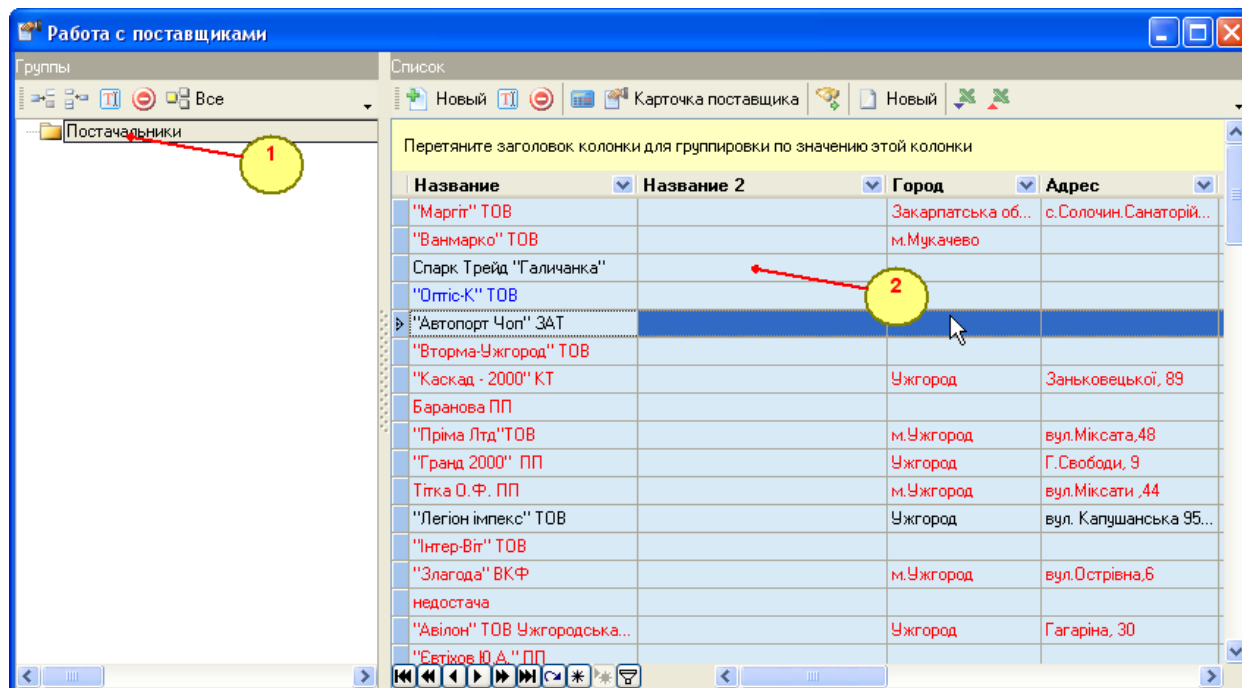 Работа с поставщиками
Группы
Список
Все
Новый Карточка поставщика Новый
Постачальники
1
Перетяните заголовок колонки для группировки по значению этой колонки
Название Название 2 Город Адрес
"Маргіт" ТОВ Закарпатська об... с.Солочин.Санаторій...
"Ванмарко" ТОВ м.Мукачево
Спарк Трейд "Галичанка"
2
"Оптіс-К" ТОВ
"Автопорт Чоп" ЗАТ
"Вторма-Ужгород" ТОВ
"Каскад - 2000" КТ Ужгород Заньковецької, 89
Баранова ПП
"Пріма Лтд"ТОВ м.Ужгород вул.Міксата,48
"Гранд 2000" ПП Ужгород Г.Свободи, 9
Тітка О.Ф. ПП м.Ужгород вул.Міксати ,44
"Легіон імпекс" ТОВ Ужгород вул. Капушанська 95...
"Інтер-Віт" ТОВ
"Злагода" ВКФ м.Ужгород вул.Острівна,6
недостача
"Авілон" ТОВ Ужгородська... Ужгород Гагаріна, 30
"Євтіхов Ю.А." ПП